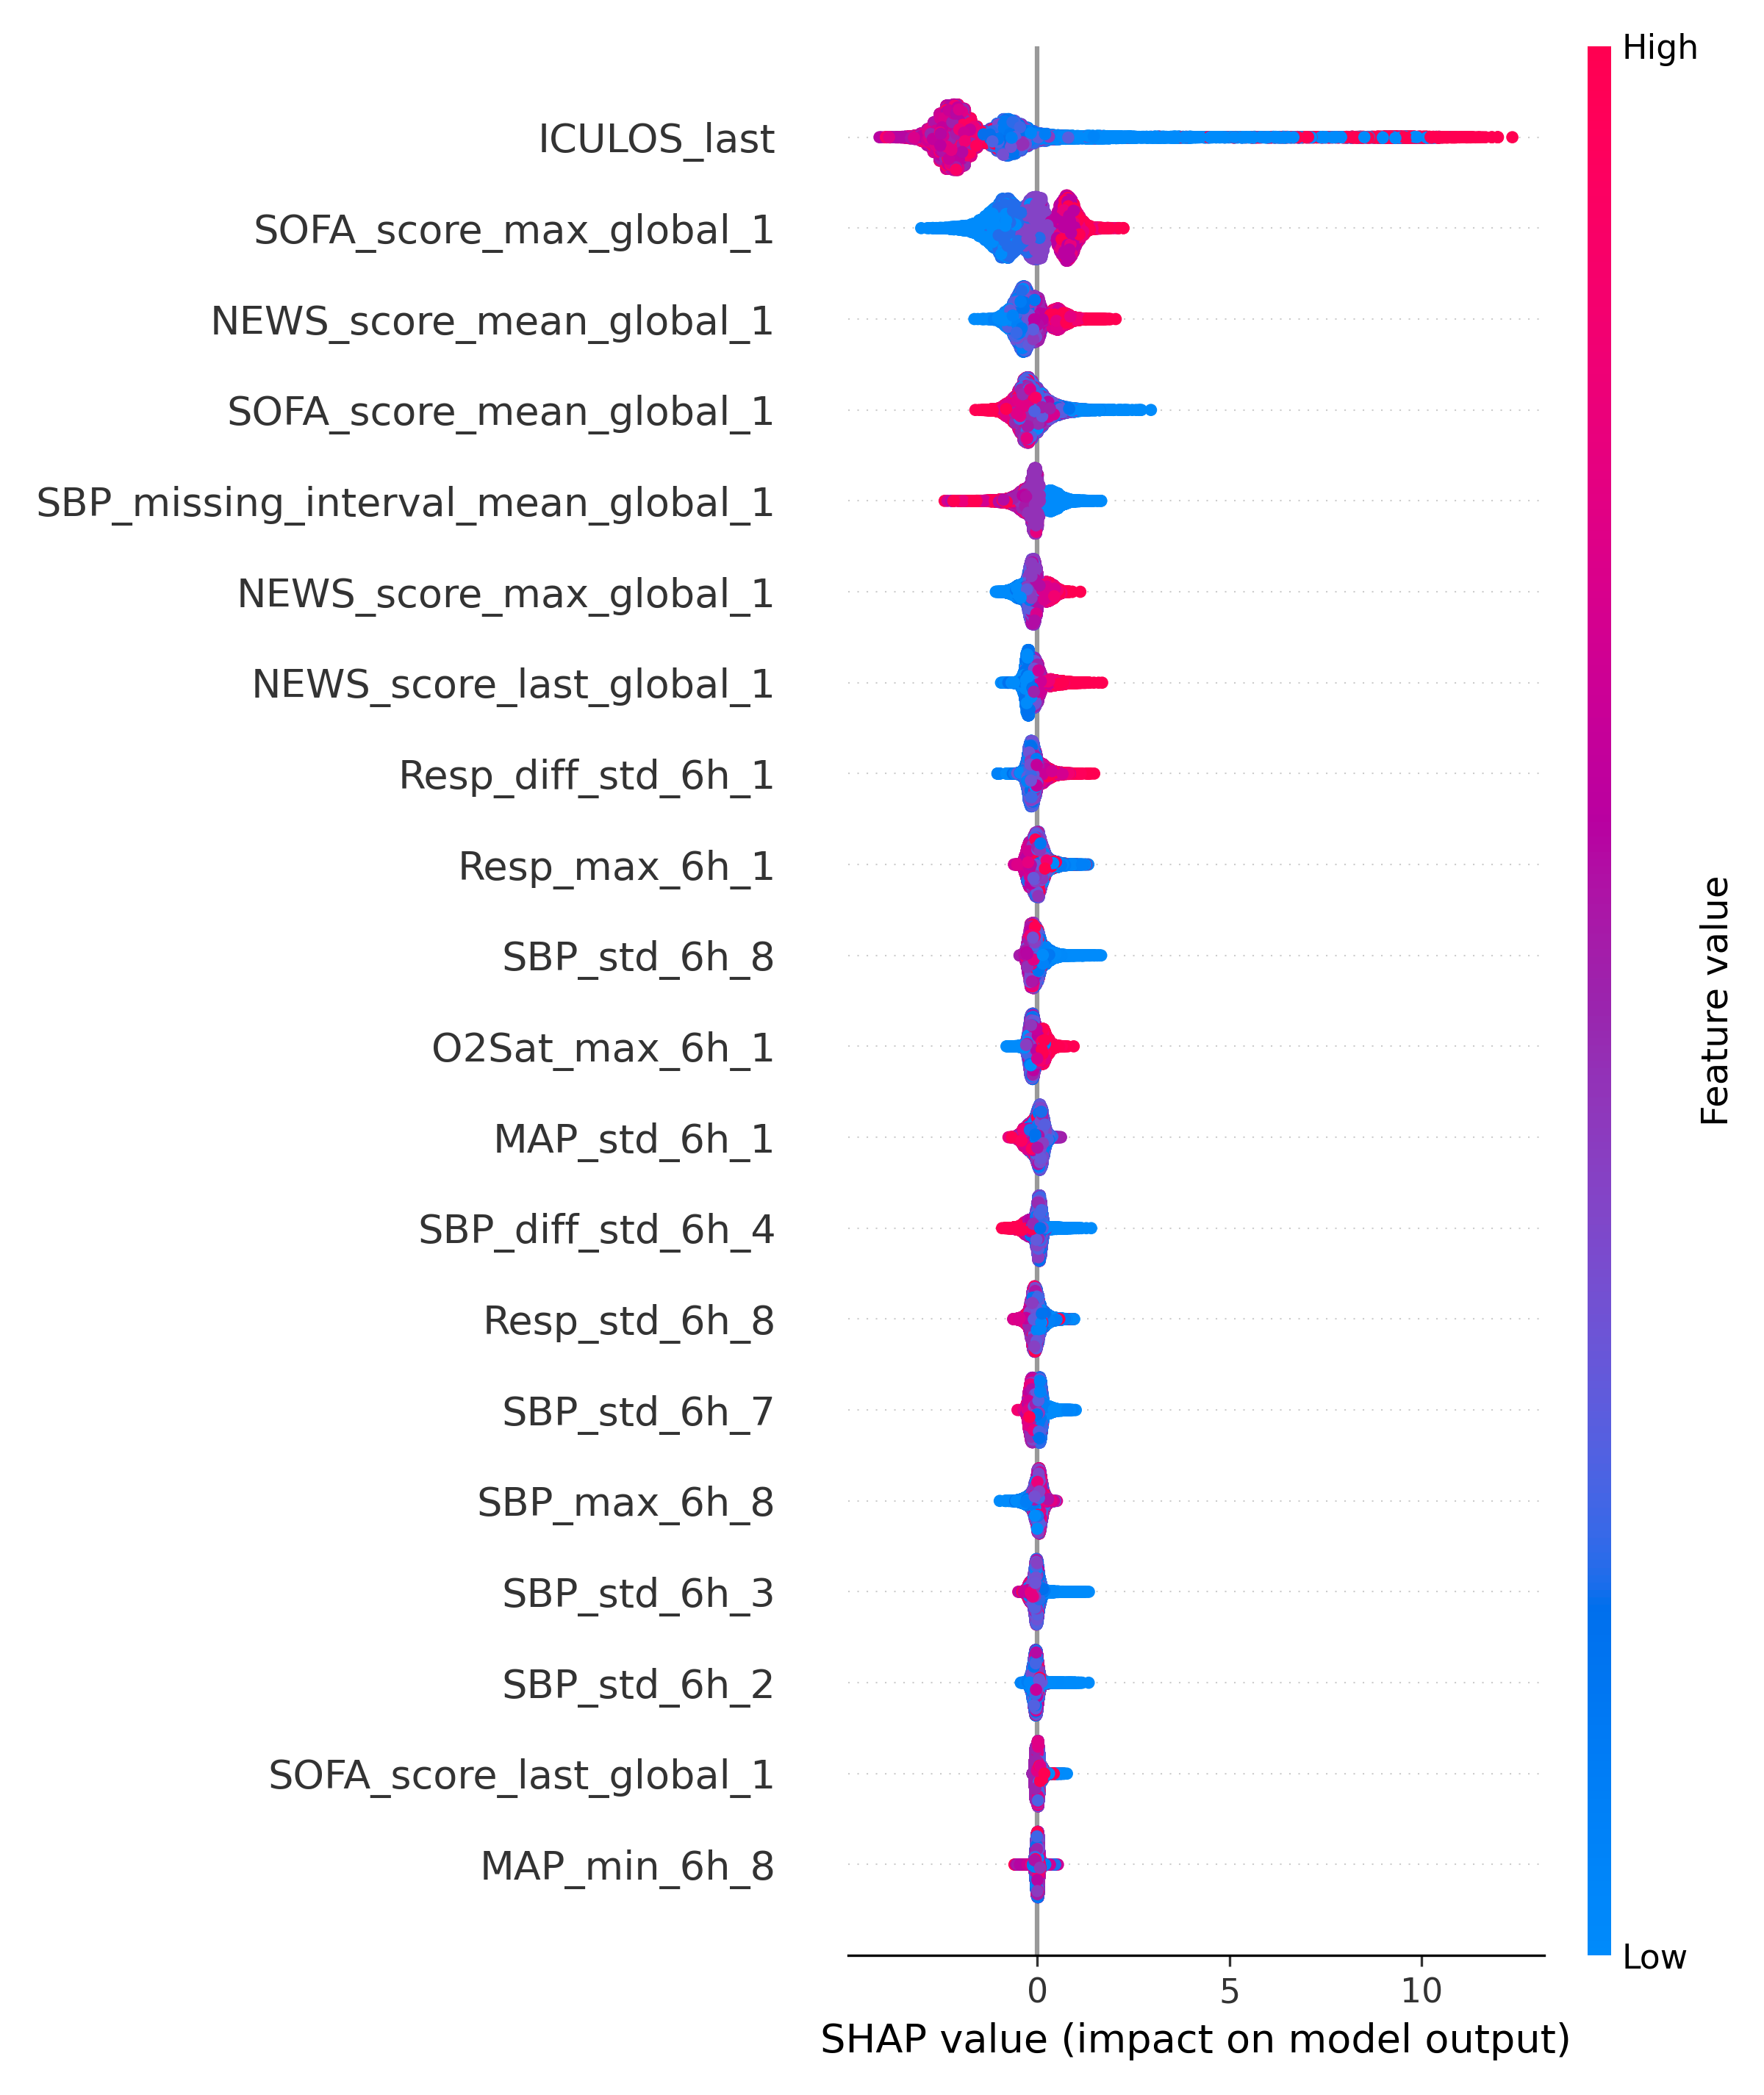 High
ICULOS_last
SOFA_score_max_global_1
NEWS_score_mean_global_1
SOFA_score_mean_global_1
SBP_missing_interval_mean_global_1
NEWS_score_max_global_1
NEWS_score_last_global_1
Resp_diff_std_6h_1
Resp_max_6h_1
SBP_std_6h_8
O2Sat_max_6h_1
MAP_std_6h_1
SBP_diff_std_6h_4
Resp_std_6h_8
SBP_std_6h_7
SBP_max_6h_8
SBP_std_6h_3
SBP_std_6h_2
SOFA_score_last_global_1
MAP_min_6h_8
Feature value
Low
0 5 10
SHAP value (impact on model output)